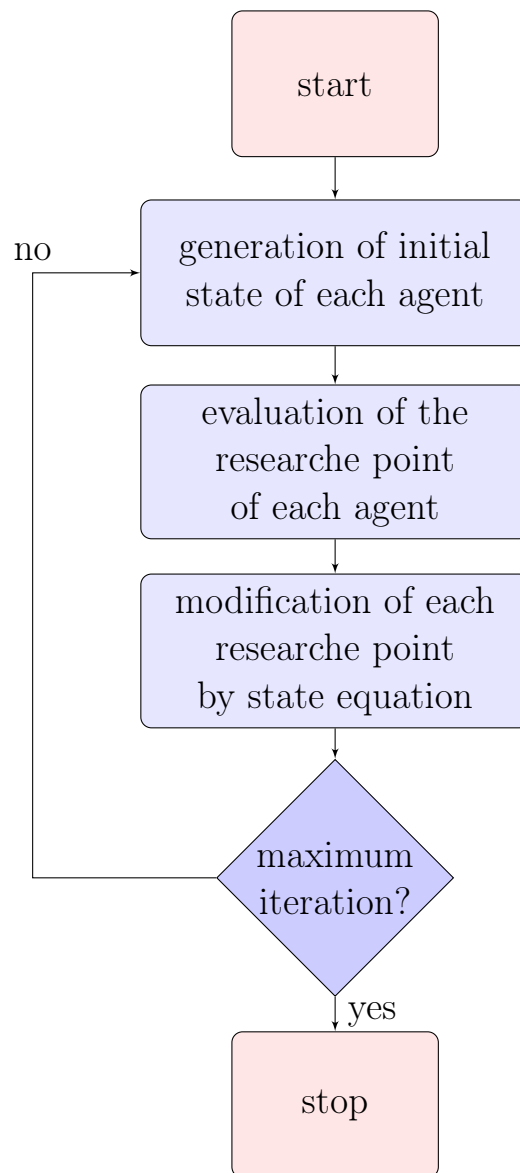 start
no
generation of initial
state of each agent
evaluation of the
researche point
of each agent
modification of each
researche point
by state equation
maximum
iteration?
yes
stop